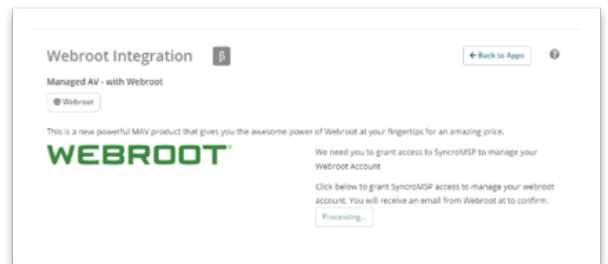 Webroot Integration β
← Back to Apps
Managed AV - with Webroot
Webroot
This is a new powerful MAV product that gives you the awesome power of Webroot at your fingertips for an amazing price.
WEBROOT
We need you to grant access to SyncroMSP to manage your
Webroot Account
Click below to grant SyncroMSP access to manage your webroot
account. You will receive an email from Webroot at to confirm.
Processing...